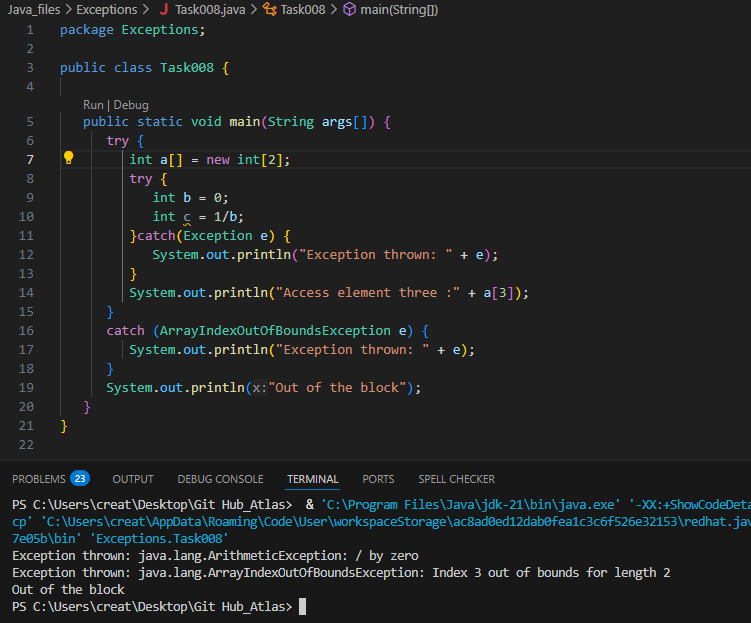 Java_files > Exceptions > J Task008.java > Task008 > main(String[])
1 package Exceptions;
2
3 public class Task008 {
4
Run | Debug
5 public static void main(String args[]) {
6 try {
7 int a[] = new int[2];
8 try {
9 int b = 0;
10 int c = 1/b;
11 }catch(Exception e) {
12 System.out.println("Exception thrown: " + e);
13 }
14 System.out.println("Access element three :" + a[3]);
15 }
16 catch (ArrayIndexOutOfBoundsException e) {
17 System.out.println("Exception thrown: " + e);
18 }
19 System.out.println(x:"Out of the block");
20 }
21 }
22
PROBLEMS 23 OUTPUT DEBUG CONSOLE TERMINAL PORTS SPELL CHECKER
PS C:\Users\creat\Desktop\Git Hub_Atlas> & 'C:\Program Files\Java\jdk-21\bin\java.exe' '-XX:+ShowCodeDeta
cp' 'C:\Users\creat\AppData\Roaming\Code\User\workspaceStorage\ac8ad0ed12dab0fea1c3c6f526e32153\redhat.jav
7e05b\bin' 'Exceptions.Task008'
Exception thrown: java.lang.ArithmeticException: / by zero
Exception thrown: java.lang.ArrayIndexOutOfBoundsException: Index 3 out of bounds for length 2
Out of the block
PS C:\Users\creat\Desktop\Git Hub_Atlas>